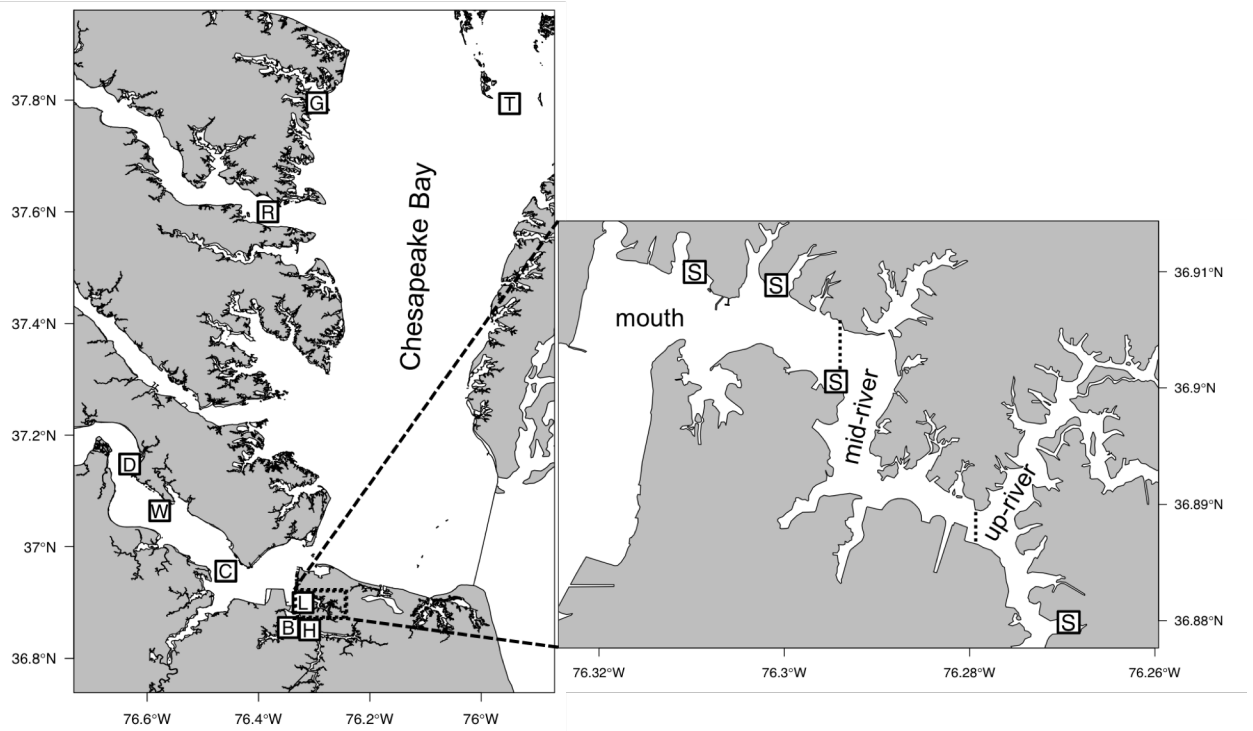 37.8°N
37.6°N
37.4°N
37.2°N
37°N
36.8°N
76.6°W
76.4°W
76.2°W
76°W
G
T
R
Chesapeake Bay
D
W
C
L
B
H
S
S
mouth
S
mid-river
up-river
S
36.91°N
36.9°N
36.89°N
36.88°N
76.32°W
76.3°W
76.28°W
76.26°W